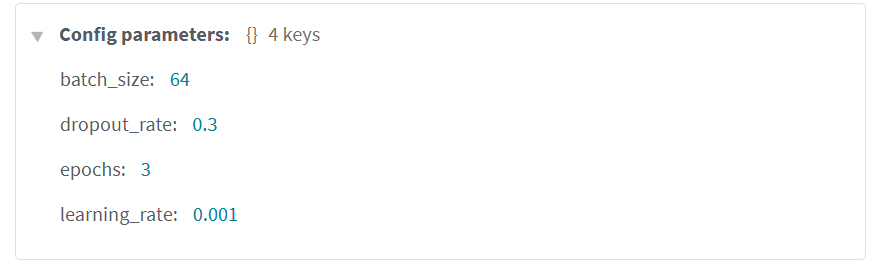 Config parameters: {} 4 keys
batch_size: 64
dropout_rate: 0.3
epochs: 3
learning_rate: 0.001